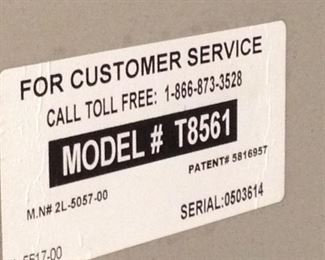 FOR CUSTOMER SERVICE
CALL TOLL FREE: 1-866-873-3528
MODEL # T8561
PATENT# 5816957
M.N# 2L-5057-00
SERIAL:0503614